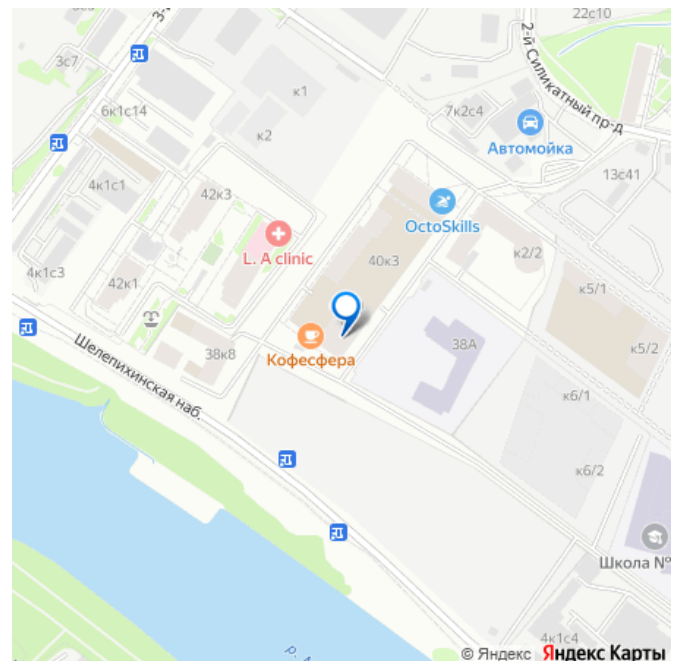 22с10
3с7
3-й
2-й Силикатный пр-д
к1
6к1с14
7к2с4
к2
Автомойка
13с41
4к1с1
42к3
OctoSkills
L. A clinic
к2/2
40к3
4к1с3
42к1
к5/1
Шелепихинская наб.
38к8
38А
Кофесфера
к5/2
к6/1
к6/2
Школа №
4к1с4
© Яндекс Яндекс Карты